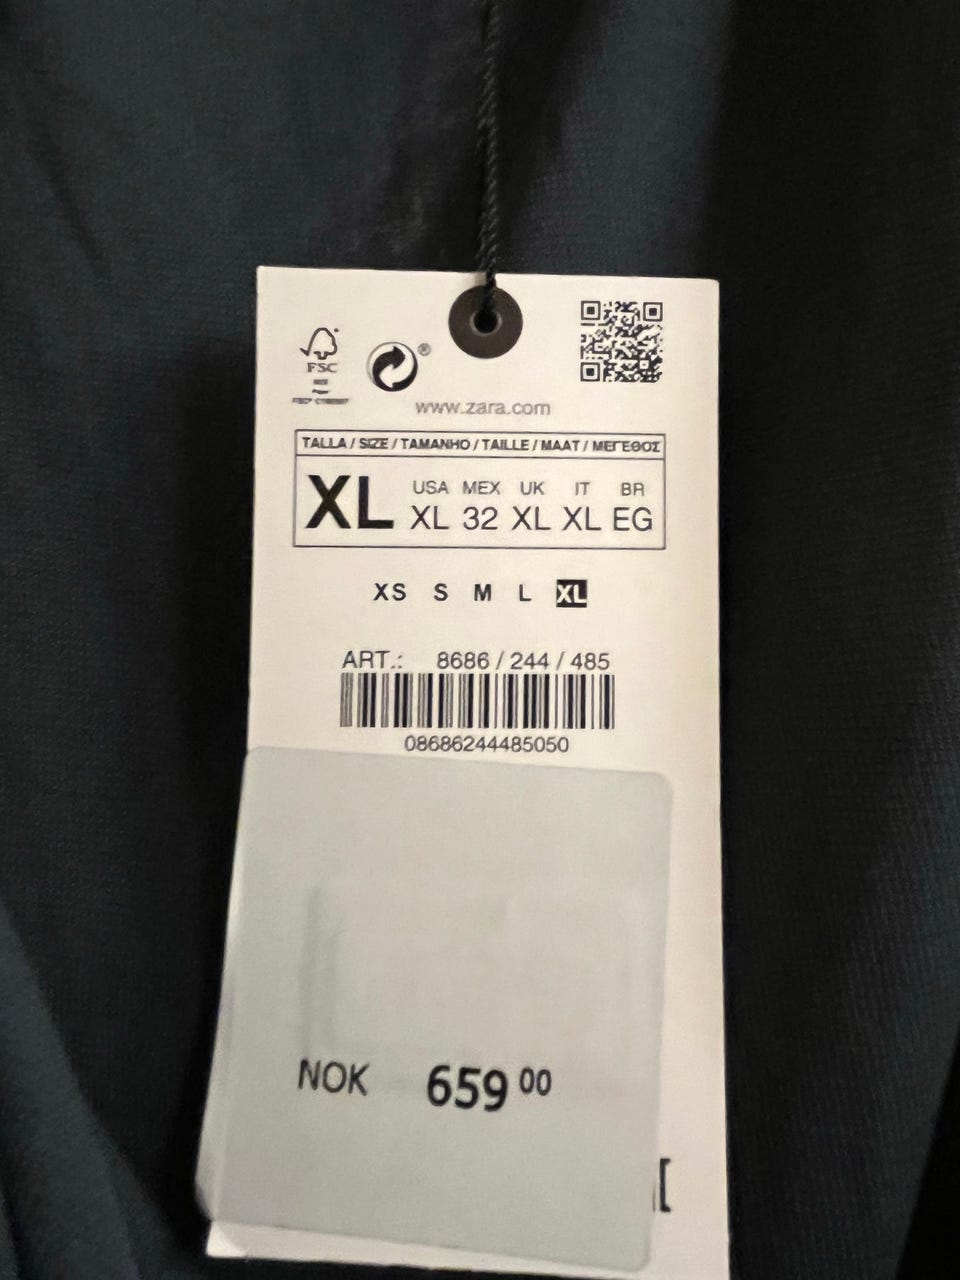 FSC
®
www.zara.com
TALLA / SIZE / TAMANHO / TAILLE / MAAT / ΜΕΓΕΘΟΣ
XL
USA MEX UK IT BR
XL 32 XL XL EG
XS S M L XL
ART.: 8686 / 244 / 485
08686244485050
NOK 659 00